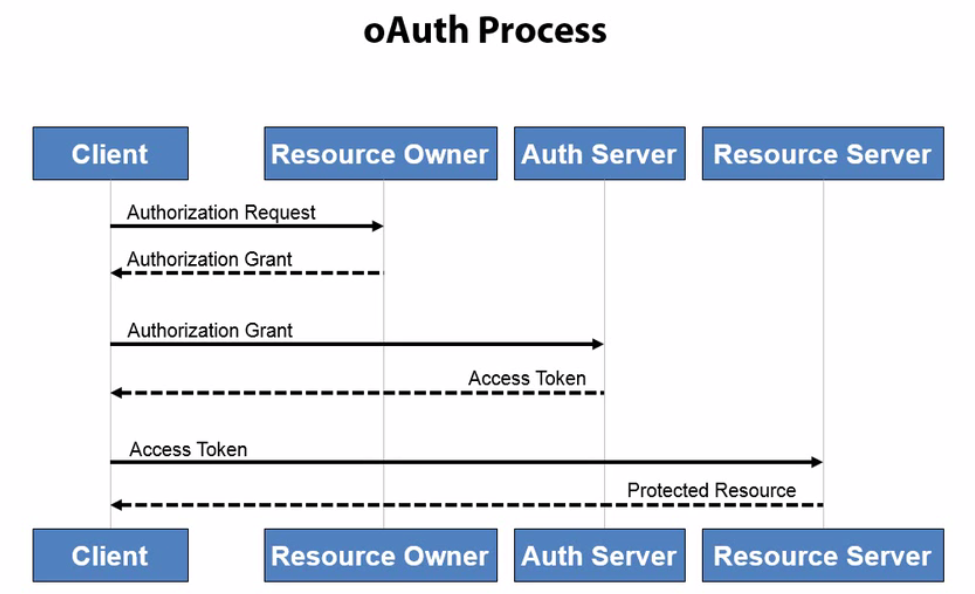 oAuth Process
Client
Resource Owner
Auth Server
Resource Server
Authorization Request
Authorization Grant
Authorization Grant
Access Token
Access Token
Protected Resource
Client
Resource Owner
Auth Server
Resource Server